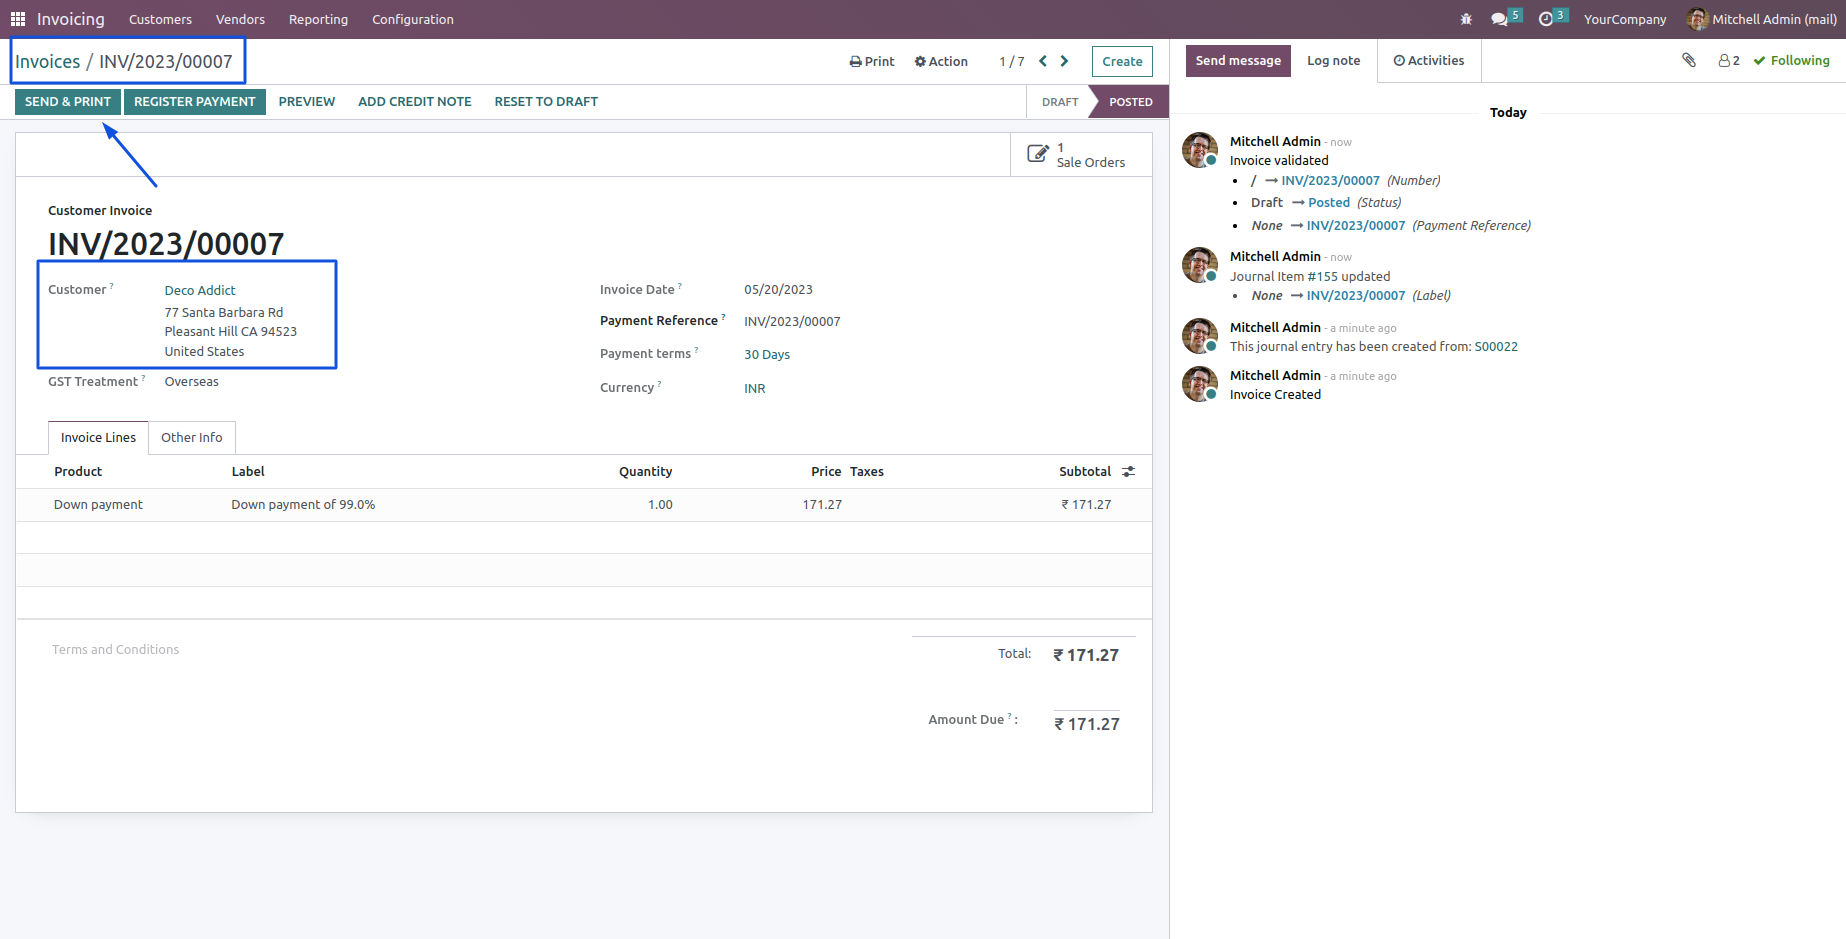 Invoicing Customers Vendors Reporting Configuration 5 3 YourCompany Mitchell Admin (mail)
Invoices / INV/2023/00007 Print Action 1 / 7 Create
SEND & PRINT REGISTER PAYMENT PREVIEW ADD CREDIT NOTE RESET TO DRAFT DRAFT POSTED
1
Sale Orders
Customer Invoice
INV/2023/00007
Customer ? Deco Addict
77 Santa Barbara Rd
Pleasant Hill CA 94523
United States
GST Treatment ? Overseas
Invoice Date ? 05/20/2023
Payment Reference ? INV/2023/00007
Payment terms ? 30 Days
Currency ? INR
Invoice Lines Other Info
Product Label Quantity Price Taxes Subtotal
Down payment Down payment of 99.0% 1.00 171.27 ₹ 171.27
Terms and Conditions
Total: ₹ 171.27
Amount Due ? : ₹ 171.27
Send message Log note Activities 2 Following
Today
Mitchell Admin - now
Invoice validated
• / → INV/2023/00007 (Number)
• Draft → Posted (Status)
• None → INV/2023/00007 (Payment Reference)
Mitchell Admin - now
Journal Item #155 updated
• None → INV/2023/00007 (Label)
Mitchell Admin - a minute ago
This journal entry has been created from: S00022
Mitchell Admin - a minute ago
Invoice Created